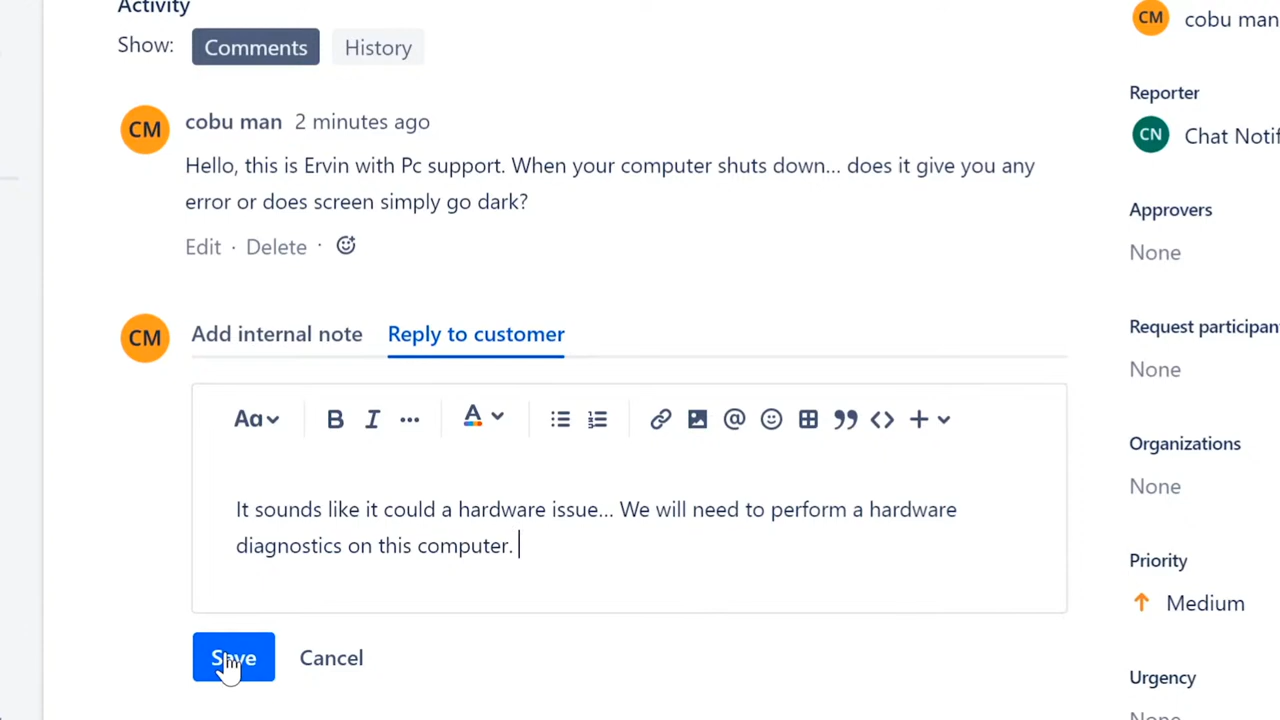 Activity
Show: Comments History
CM cobu man 2 minutes ago
Hello, this is Ervin with Pc support. When your computer shuts down... does it give you any
error or does screen simply go dark?
Edit · Delete ·
CM Add internal note Reply to customer
Aa B I ... A @ +
It sounds like it could a hardware issue... We will need to perform a hardware
diagnostics on this computer.
Save Cancel
CM cobu man
Reporter
CN Chat Notif
Approvers
None
Request participan
None
Organizations
None
Priority
Medium
Urgency
None